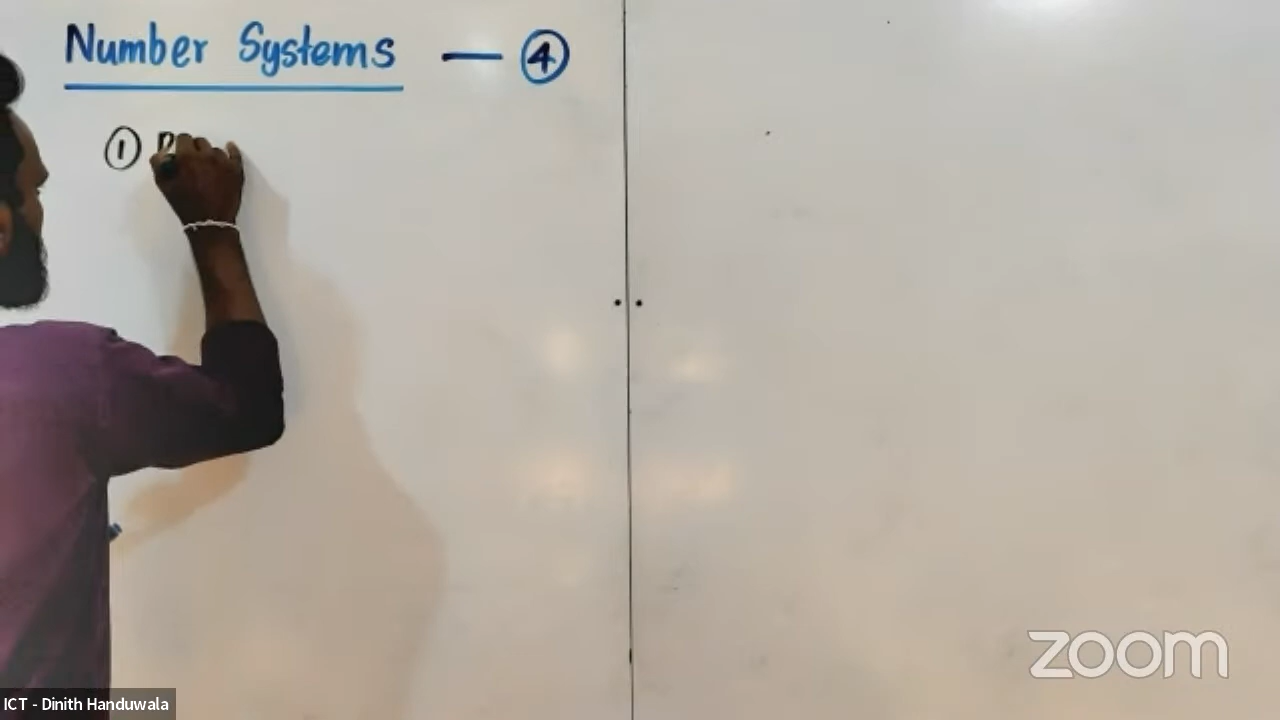 Number Systems — ④
①
ICT - Dinith Handuwala
zoom